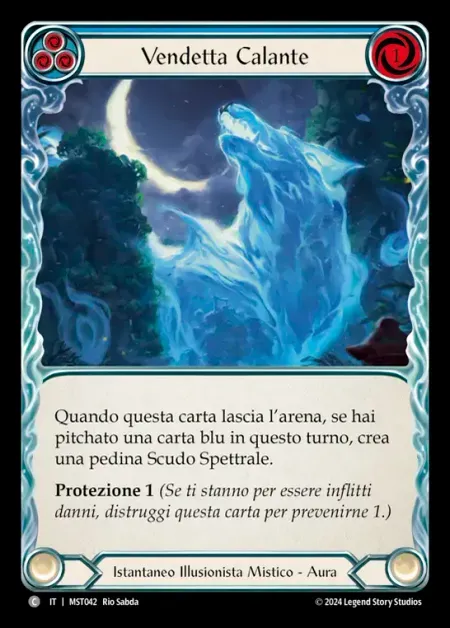 Vendetta Calante
1
Quando questa carta lascia l'arena, se hai
pitchato una carta blu in questo turno, crea
una pedina Scudo Spettrale.
Protezione 1 (Se ti stanno per essere inflitti
danni, distruggi questa carta per prevenirne 1.)
Istantaneo Illusionista Mistico - Aura
C IT | MST042 Rio Sabda © 2024 Legend Story Studios